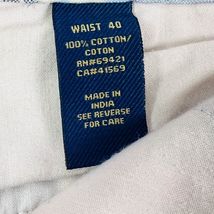 WAIST 40
100% COTTON/
COTON
RN#69421
CA#41569
MADE IN
INDIA
SEE REVERSE
FOR CARE